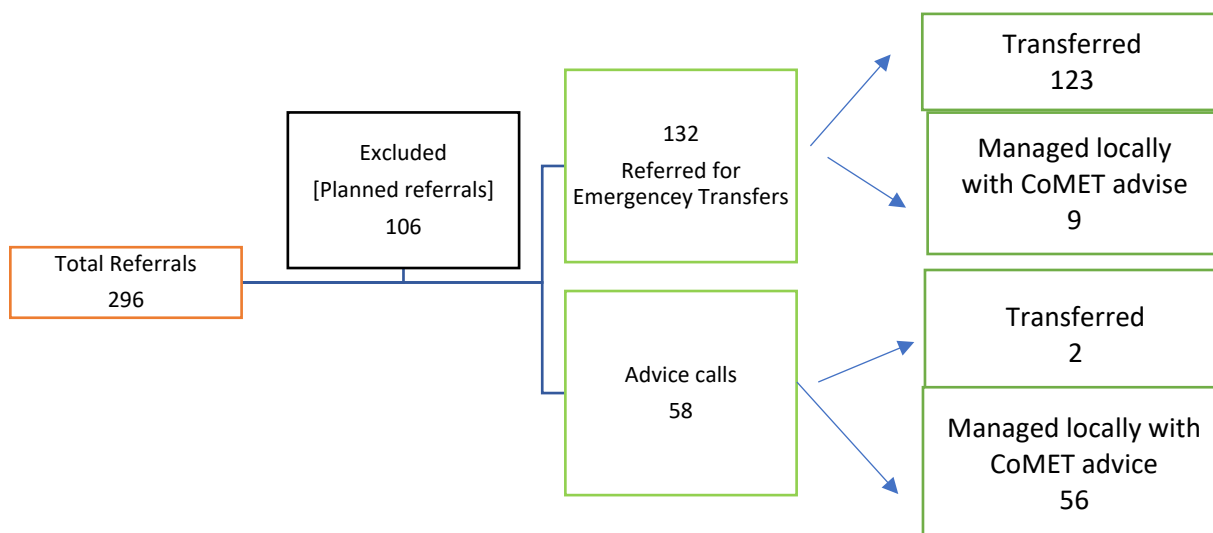 Total Referrals
296
Excluded
[Planned referrals]
106
132
Referred for
Emergencey Transfers
Advice calls
58
Transferred
123
Managed locally
with CoMET advise
9
Transferred
2
Managed locally with
CoMET advice
56